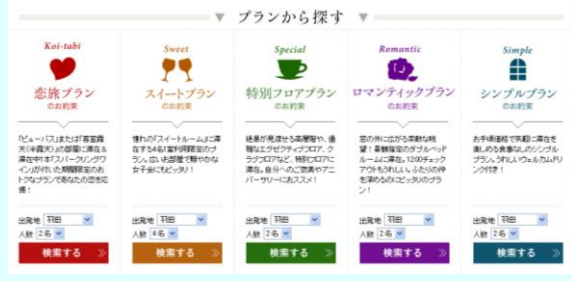 プランから探す
Koi-tabi
恋旅プラン
のお約束
「ビューバス」または「客室露
天(半露天)」の部屋に滞在&
滞在中1本「スパークリングワ
イン」が付いた期間限定のお
トクなプランであなたの恋を応
援!
出発地 羽田
人数 2名
検索する
Sweet
スイートプラン
のお約束
憧れの「スイートルーム」に滞
在する4名1室利用限定のプ
ラン。広いお部屋で賑やかな
女子会にもピッタリ!
出発地 羽田
人数 4名
検索する
Special
特別フロアプラン
のお約束
絶景が見渡せる高層階や、優
雅なエグゼクティブフロア、ク
ラブフロアなど、特別フロアに
滞在。自分へのご褒美やアニ
バーサリーにおススメ!
出発地 羽田
人数 2名
検索する
Romantic
ロマンティックプラン
のお約束
窓の外に広がる素敵な眺
望!景観指定のダブルベッド
ルームに滞在。12:00チェック
アウトもうれしい。ふたりの仲
を深めるのにピッタリのプラ
ン!
出発地 羽田
人数 2名
検索する
Simple
シンプルプラン
のお約束
お手頃価格で気軽に滞在を
楽しめる食事なしのシンプル
プラン。うれしいウェルカムドリ
ンク付き!
出発地 羽田
人数 2名
検索する